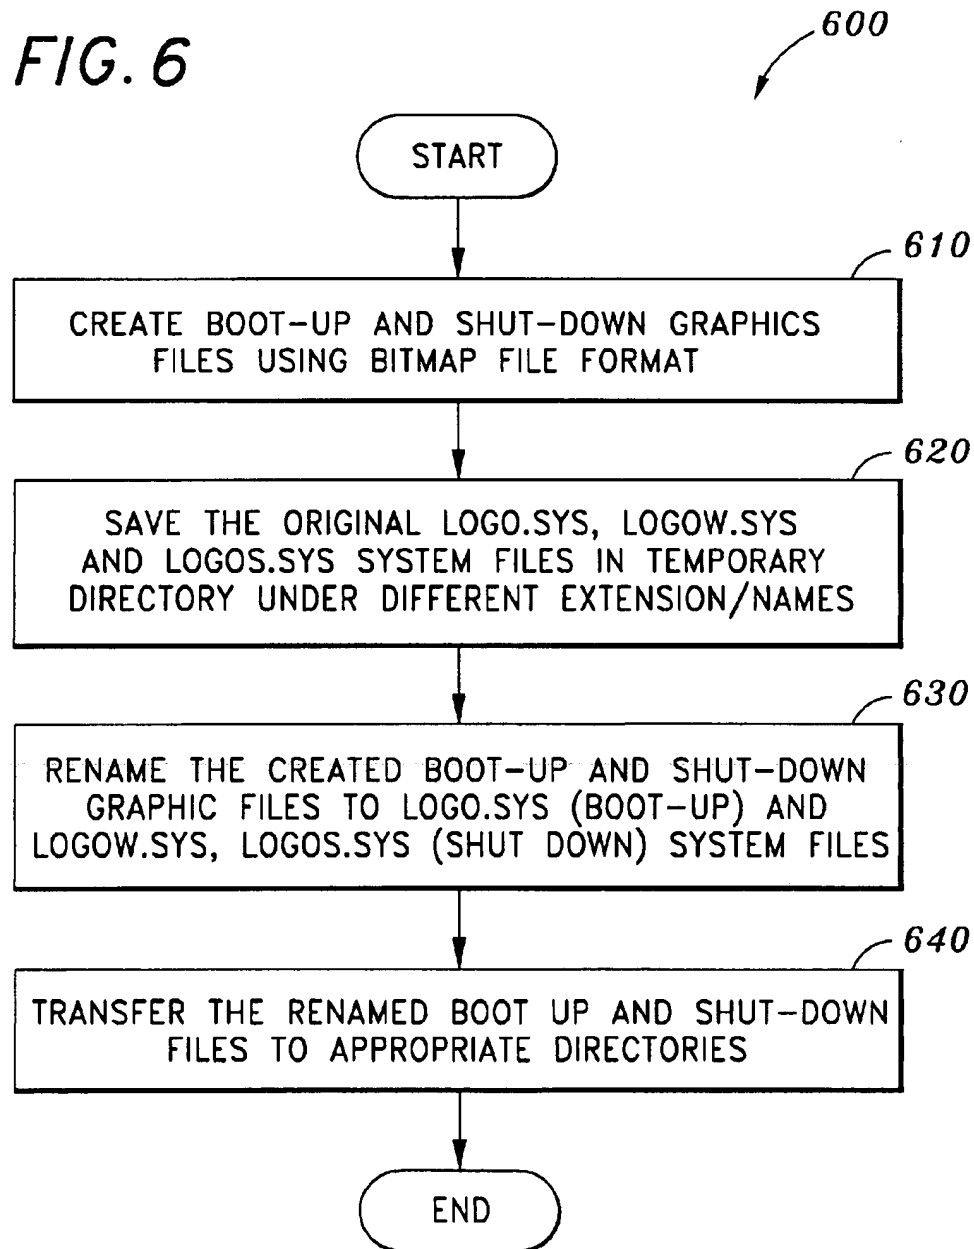 FIG. 6
600
START
610
CREATE BOOT-UP AND SHUT-DOWN GRAPHICS
FILES USING BITMAP FILE FORMAT
620
SAVE THE ORIGINAL LOGO.SYS, LOGOW.SYS
AND LOGOS.SYS SYSTEM FILES IN TEMPORARY
DIRECTORY UNDER DIFFERENT EXTENSION/NAMES
630
RENAME THE CREATED BOOT-UP AND SHUT-DOWN
GRAPHIC FILES TO LOGO.SYS (BOOT-UP) AND
LOGOW.SYS, LOGOS.SYS (SHUT DOWN) SYSTEM FILES
640
TRANSFER THE RENAMED BOOT UP AND SHUT-DOWN
FILES TO APPROPRIATE DIRECTORIES
END